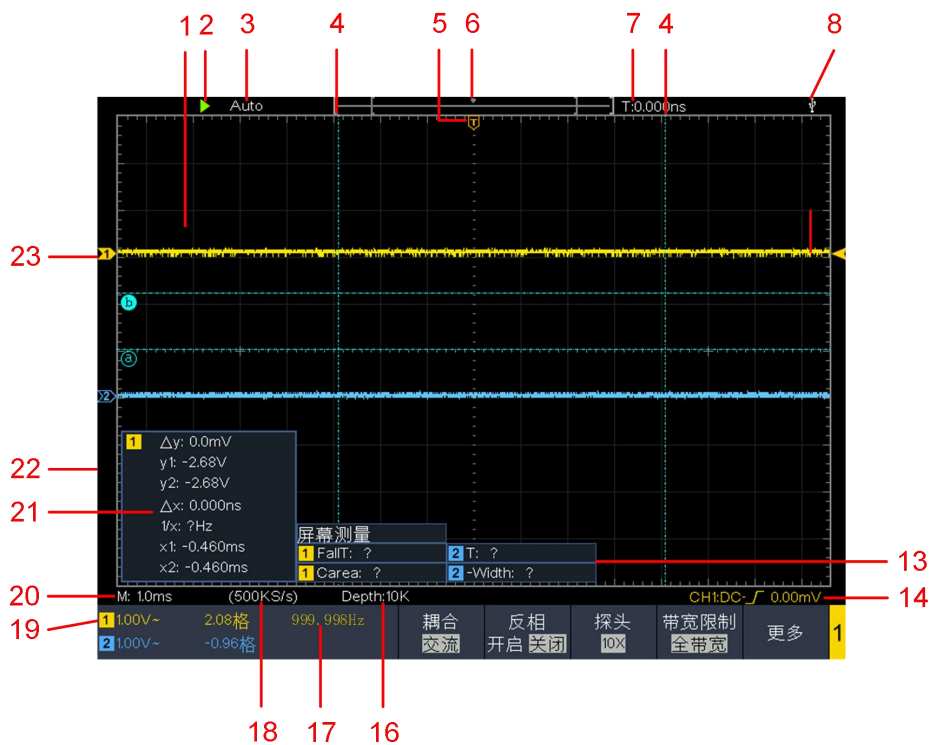 1 2 3 4 5 6 7 4 8
Auto T:0.000ns
T
23
1
b
a
2
22
21
1 △y: 0.0mV
y1: -2.68V
y2: -2.68V
△x: 0.000ns
1/x: ?Hz
x1: -0.460ms
x2: -0.460ms
屏幕测量
1 FallT: ? 2 T: ?
1 Carea: ? 2 -Width: ?
13
20 M: 1.0ms (500KS/s) Depth:10K CH1:DC- 0.00mV 14
19
1 1.00V~ 2.08格 999.998Hz
2 1.00V~ -0.96格
耦合
交流
反相
开启 关闭
探头
10X
带宽限制
全带宽
更多
1
18 17 16